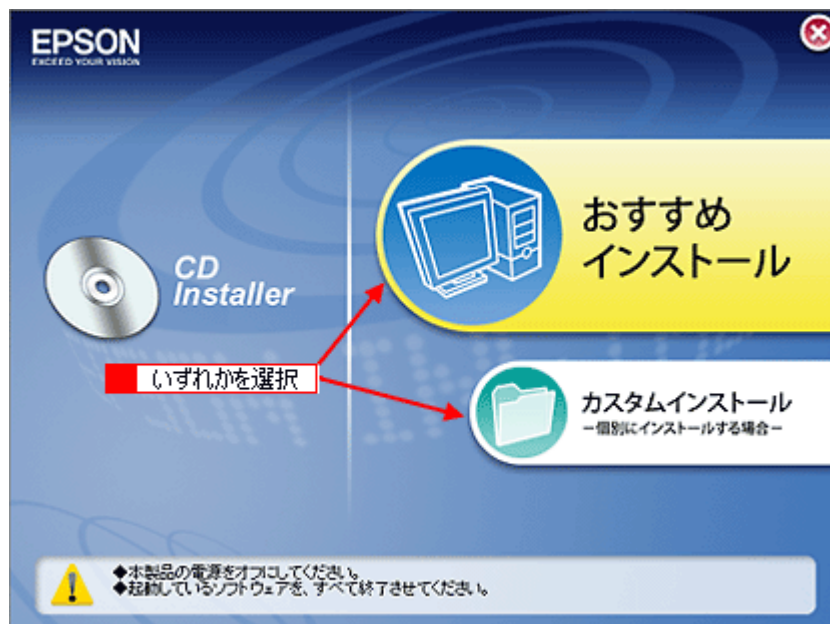 EPSON
EXCEED YOUR VISION
おすすめ
インストール
CD
Installer
いずれかを選択
カスタムインストール
－個別にインストールする場合－
◆本製品の電源をオフにしてください。
◆起動しているソフトウェアを、すべて終了させてください。